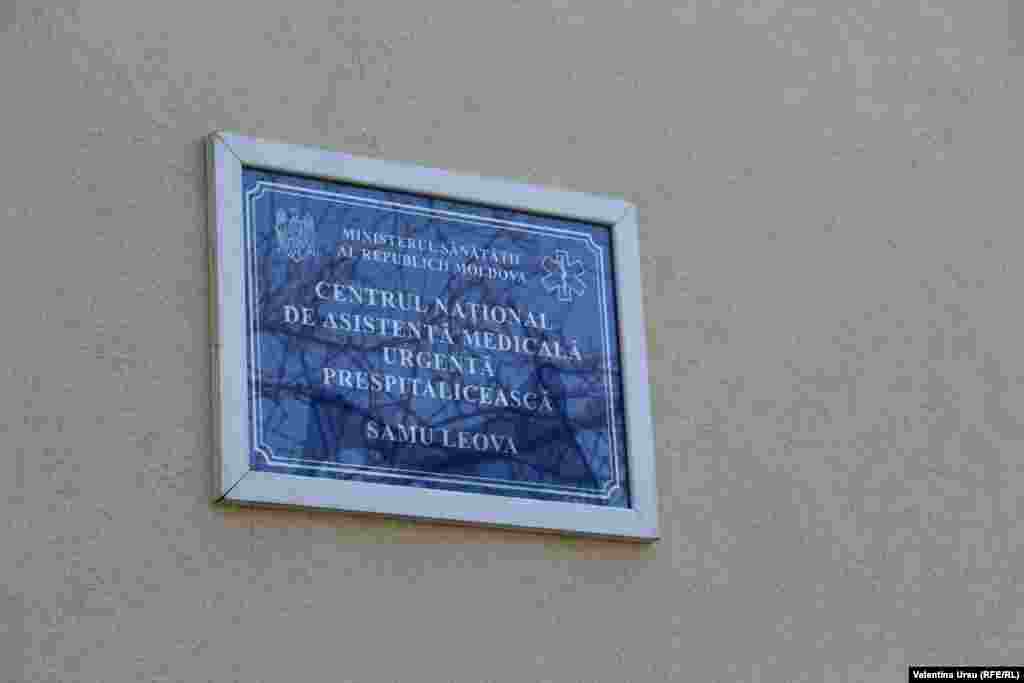 MINISTERUL SĂNĂTĂȚII
AL REPUBLICII MOLDOVA
CENTRUL NAȚIONAL
DE ASISTENȚĂ MEDICALĂ
URGENTĂ
PRESPITALICEASCĂ
SAMU LEOVA
Valentina Ursu (RFE/RL)